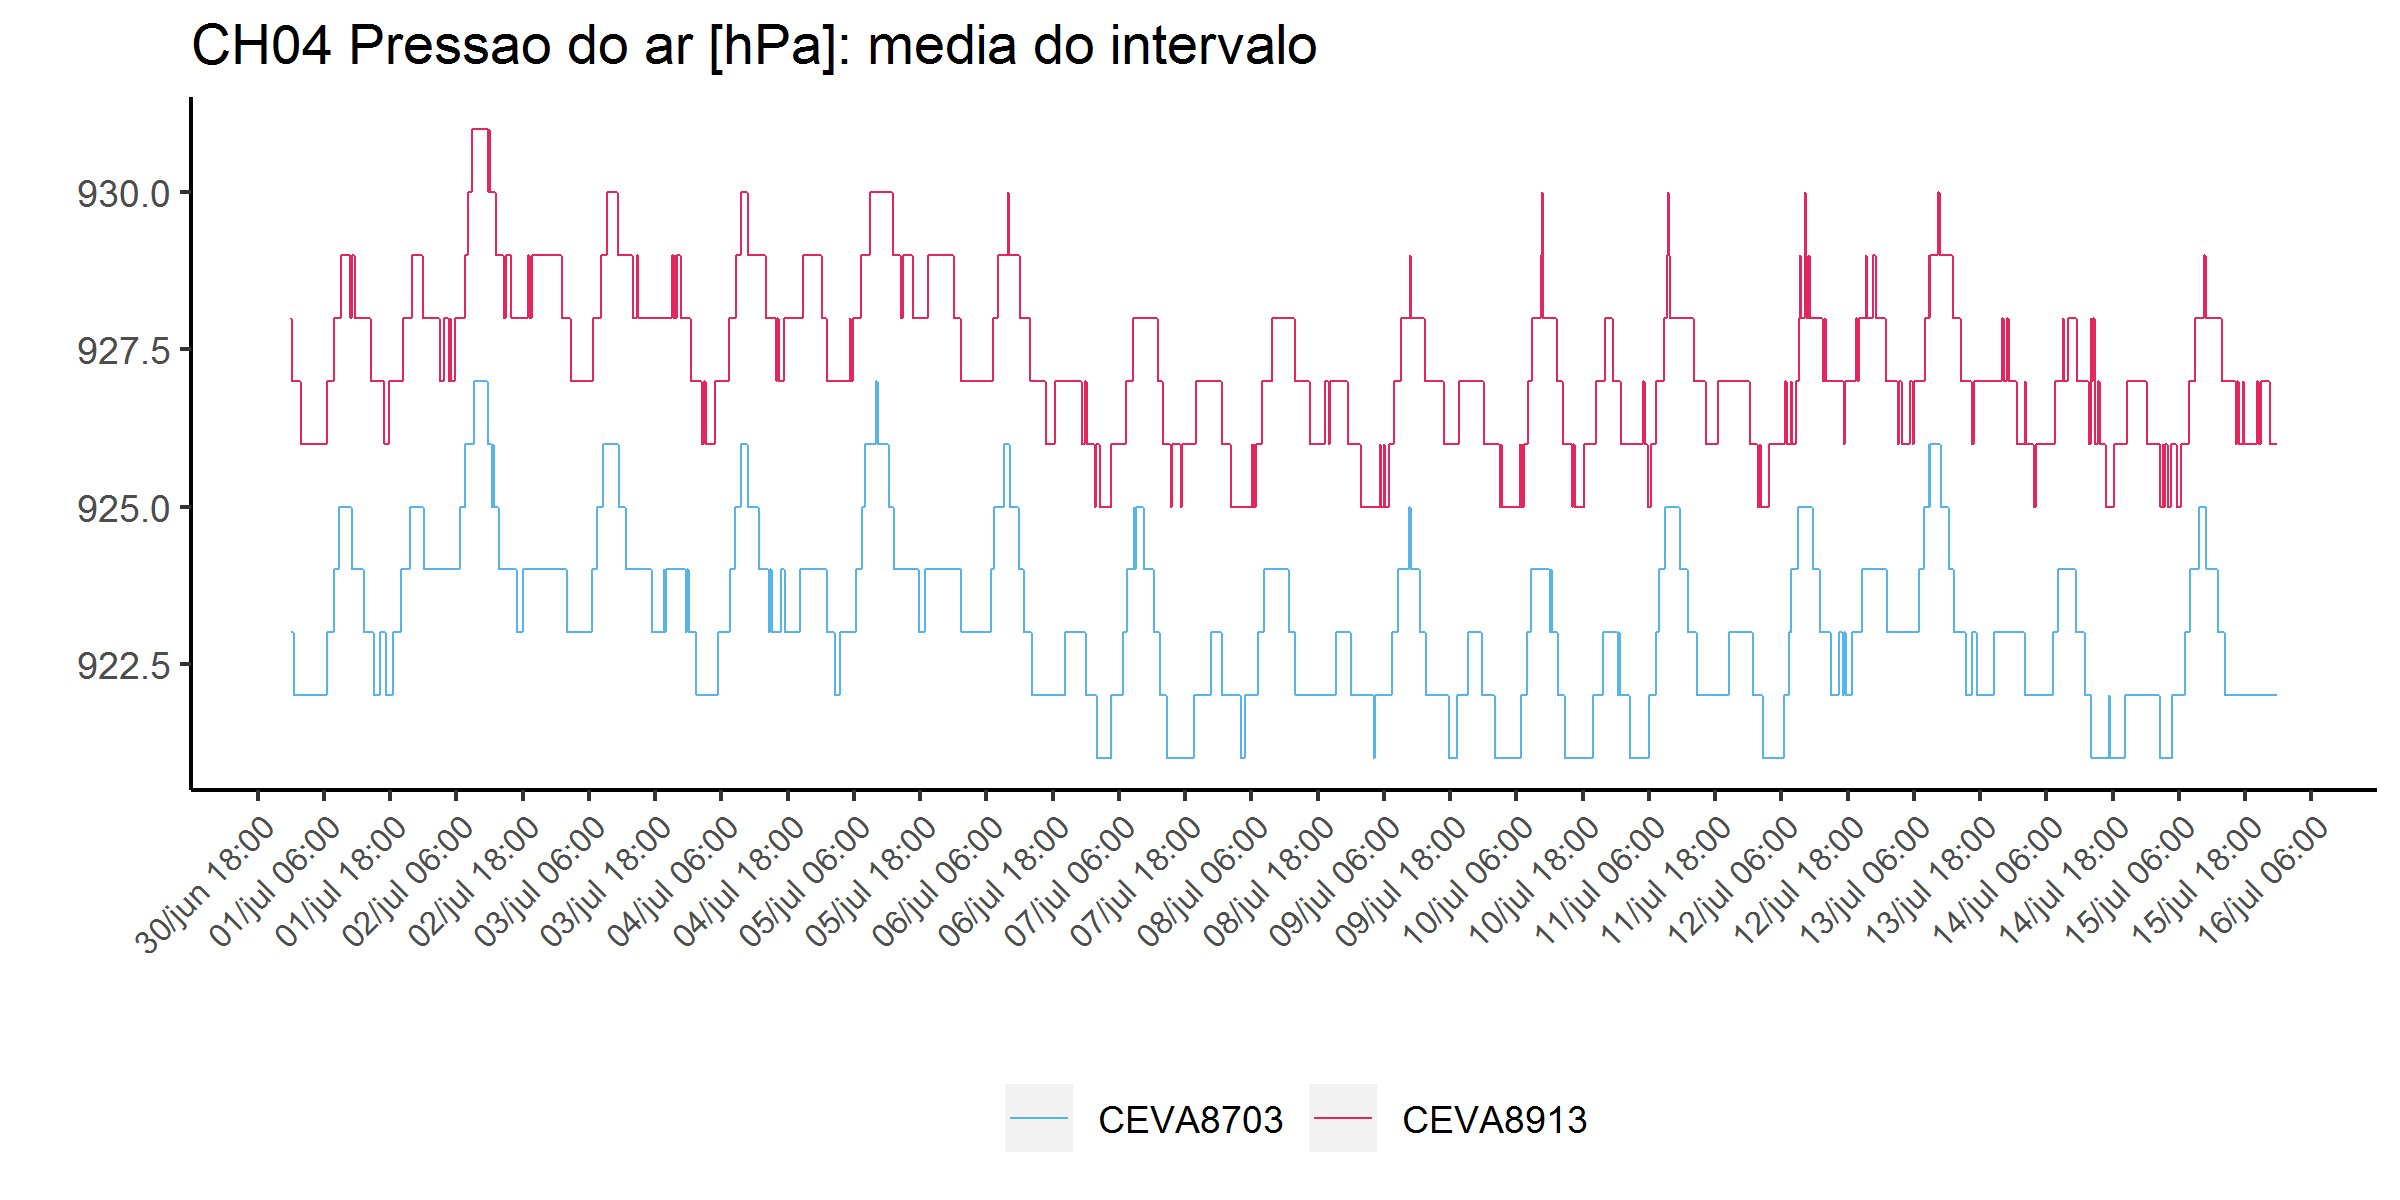 CH04 Pressao do ar [hPa]: media do intervalo
930.0
927.5
925.0
922.5
30/jun 18:00
01/jul 06:00
01/jul 18:00
02/jul 06:00
02/jul 18:00
03/jul 06:00
03/jul 18:00
04/jul 06:00
04/jul 18:00
05/jul 06:00
05/jul 18:00
06/jul 06:00
06/jul 18:00
07/jul 06:00
07/jul 18:00
08/jul 06:00
08/jul 18:00
09/jul 06:00
09/jul 18:00
10/jul 06:00
10/jul 18:00
11/jul 06:00
11/jul 18:00
12/jul 06:00
12/jul 18:00
13/jul 06:00
13/jul 18:00
14/jul 06:00
14/jul 18:00
15/jul 06:00
15/jul 18:00
16/jul 06:00
CEVA8703 CEVA8913